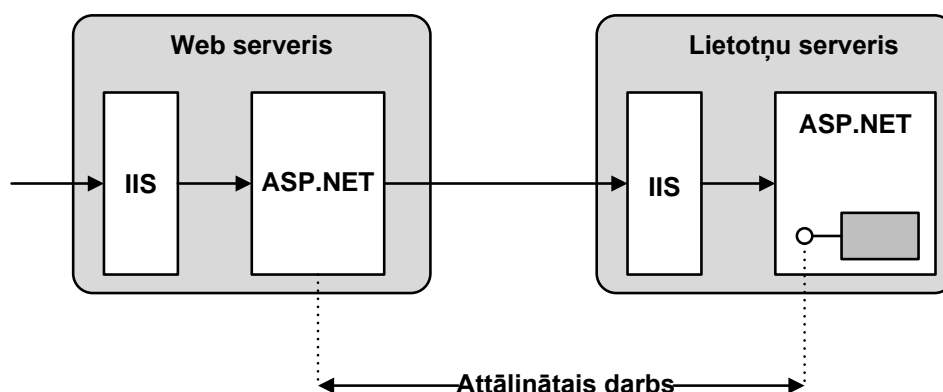 Web serveris
Lietotņu serveris
IIS
ASP.NET
IIS
ASP.NET
Attālinātais darbs